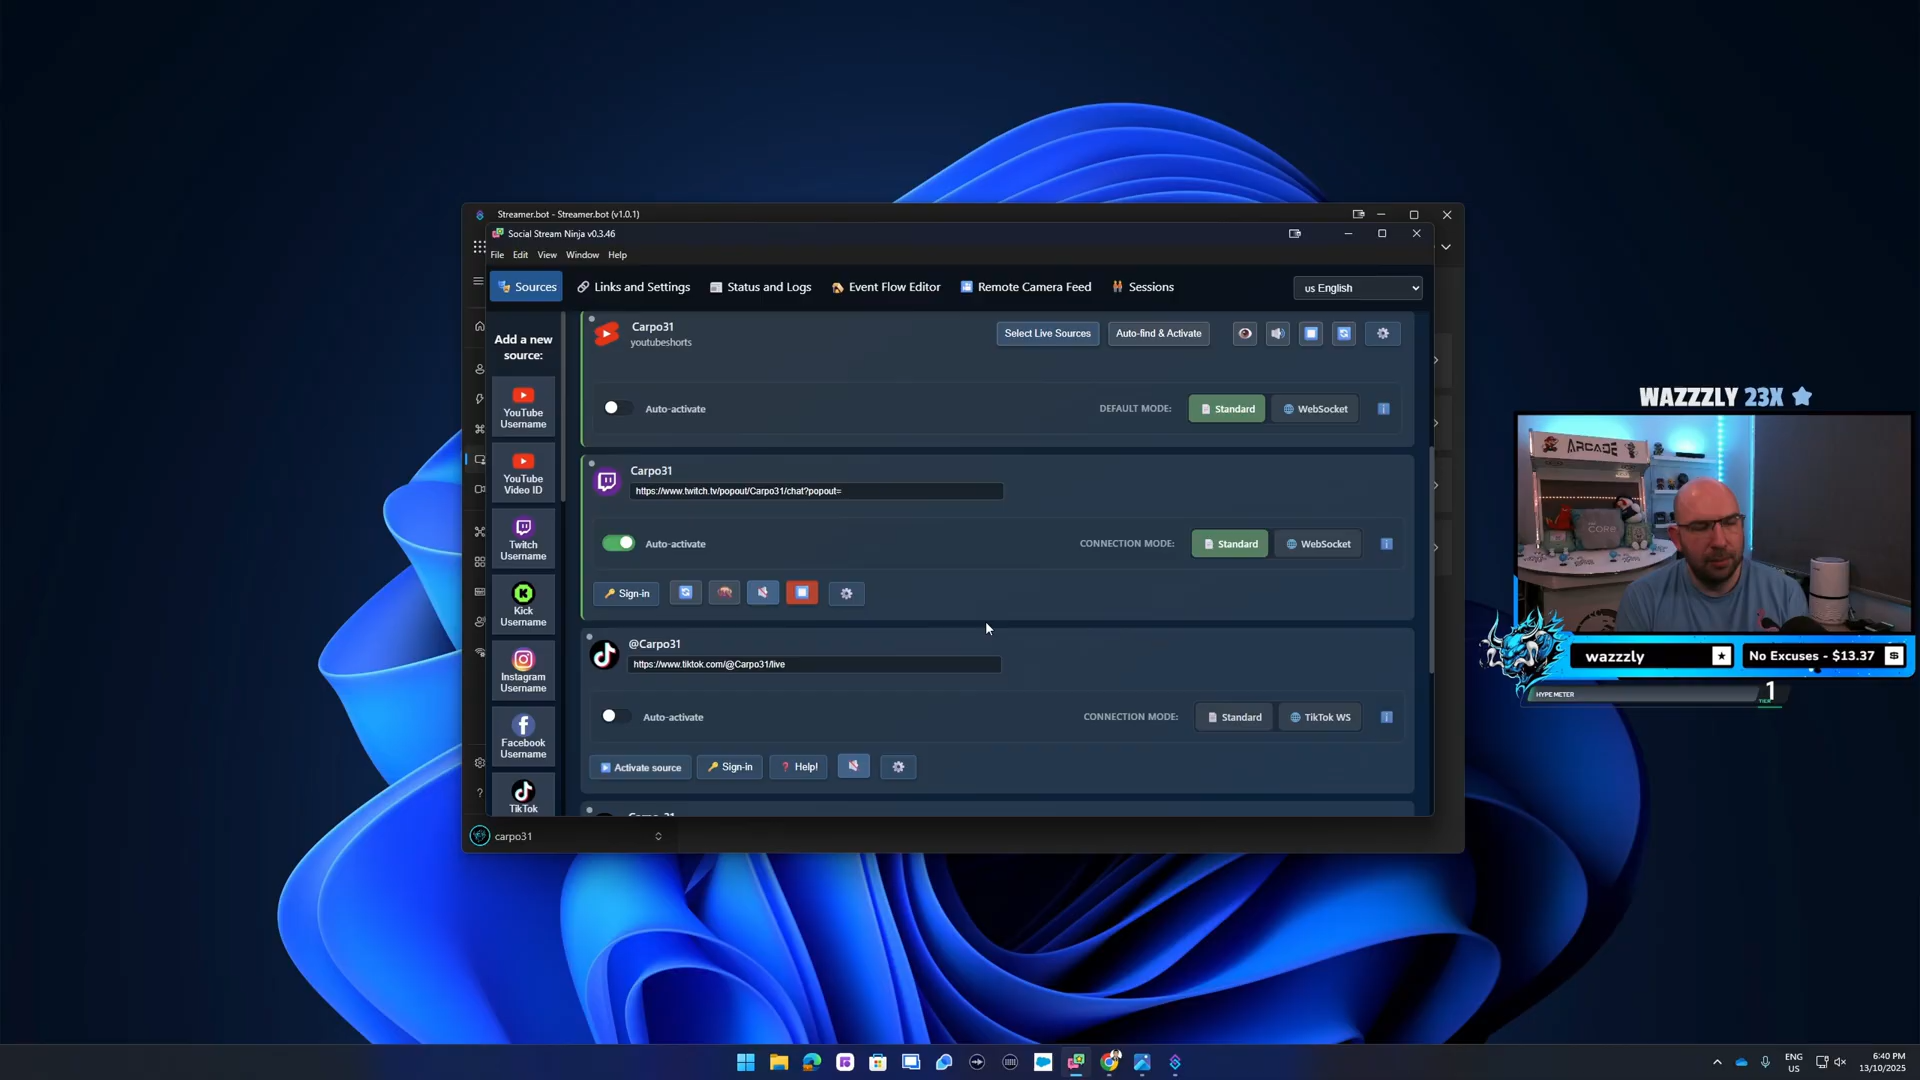 Streamer.bot - Streamer.bot (v1.0.1)
Social Stream Ninja v0.3.46
File Edit View Window Help
Sources Links and Settings Status and Logs Event Flow Editor Remote Camera Feed Sessions us English
Add a new
source:
YouTube
Username
YouTube
Video ID
Twitch
Username
Kick
Username
Instagram
Username
Facebook
Username
TikTok
Carpo31
youtubeshorts
Select Live Sources Auto-find & Activate
Auto-activate DEFAULT MODE: Standard WebSocket
Carpo31
https://www.twitch.tv/popout/Carpo31/chat?popout=
Auto-activate CONNECTION MODE: Standard WebSocket
Sign-in
@Carpo31
https://www.tiktok.com/@Carpo31/live
Auto-activate CONNECTION MODE: Standard TikTok WS
Activate source Sign-in Help!
carpo31
WAZZZLY 23X
ARCADE
wazzzly No Excuses - $13.37
HYPE METER 1
ENG
US
6:40 PM
13/10/2025